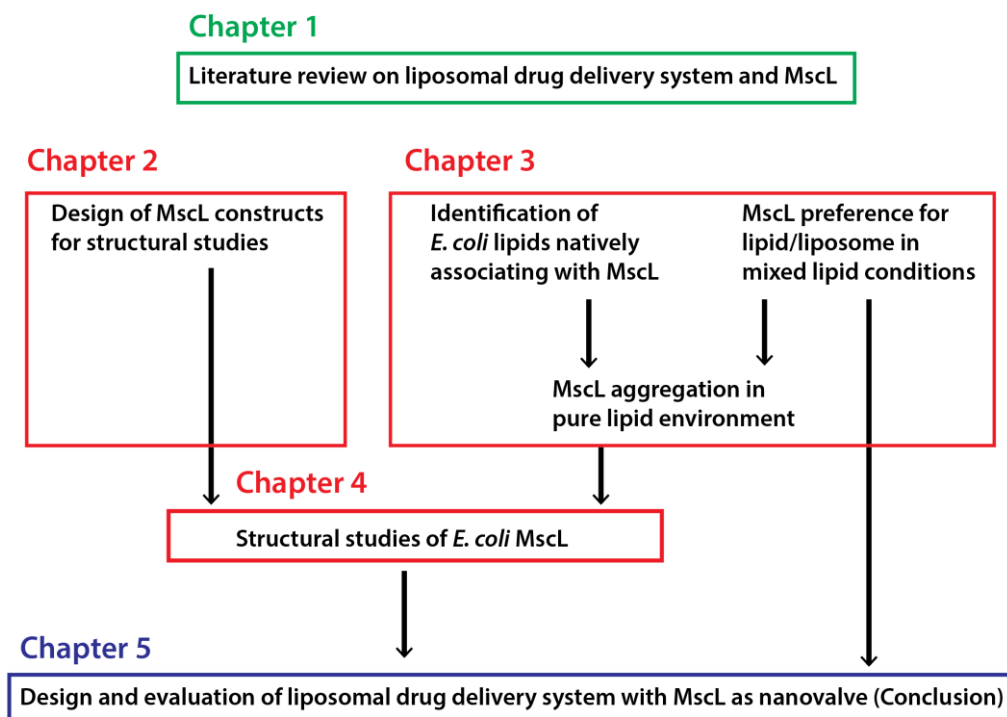 Chapter 1
Literature review on liposomal drug delivery system and MscL
Chapter 2
Design of MscL constructs
for structural studies
Chapter 3
Identification of
E. coli lipids natively
associating with MscL
MscL preference for
lipid/liposome in
mixed lipid conditions
MscL aggregation in
pure lipid environment
Chapter 4
Structural studies of E. coli MscL
Chapter 5
Design and evaluation of liposomal drug delivery system with MscL as nanovalve (Conclusion)